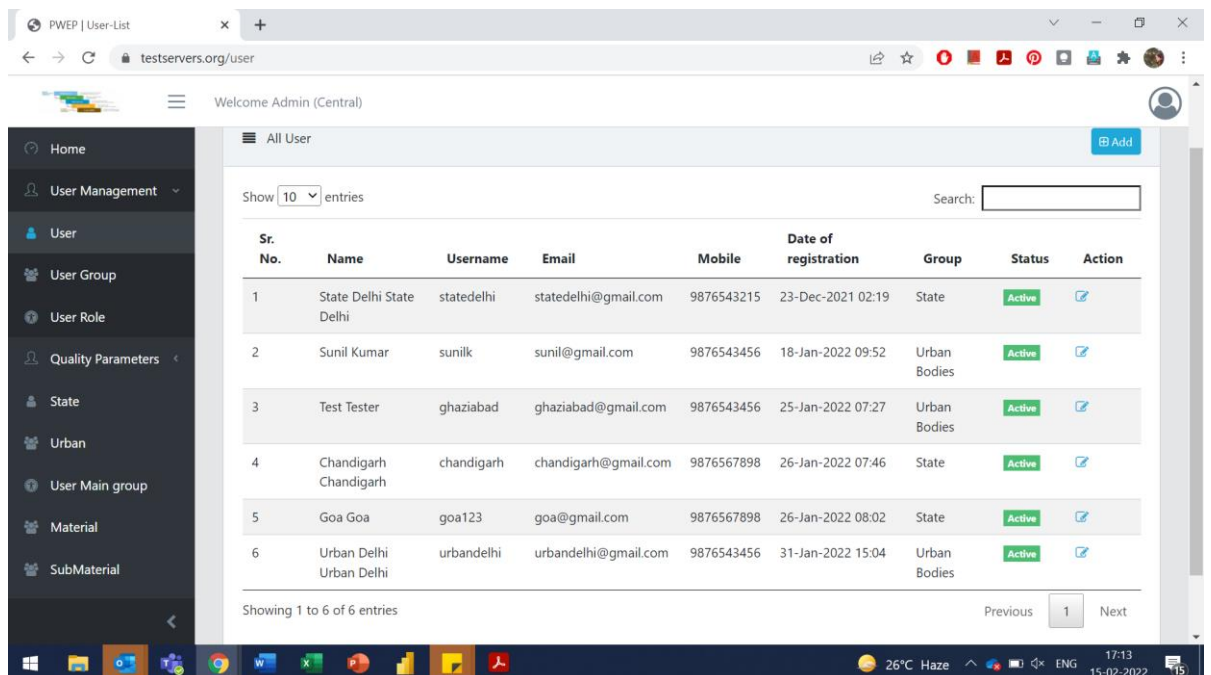 PWEP | User-List
testservers.org/user
Welcome Admin (Central)
Home
User Management
User
User Group
User Role
Quality Parameters
State
Urban
User Main group
Material
SubMaterial
All User
Add
Show 10 entries
Search:
Sr. No. Name Username Email Mobile Date of registration Group Status Action
1 State Delhi State Delhi statedelhi statedelhi@gmail.com 9876543215 23-Dec-2021 02:19 State Active
2 Sunil Kumar sunilk sunil@gmail.com 9876543456 18-Jan-2022 09:52 Urban Bodies Active
3 Test Tester ghaziabad ghaziabad@gmail.com 9876543456 25-Jan-2022 07:27 Urban Bodies Active
4 Chandigarh Chandigarh chandigarh chandigarh@gmail.com 9876567898 26-Jan-2022 07:46 State Active
5 Goa Goa goa123 goa@gmail.com 9876567898 26-Jan-2022 08:02 State Active
6 Urban Delhi Urban Delhi urbandelhi urbandelhi@gmail.com 9876543456 31-Jan-2022 15:04 Urban Bodies Active
Showing 1 to 6 of 6 entries
Previous 1 Next
26°C Haze
ENG
17:13
15-02-2022
15